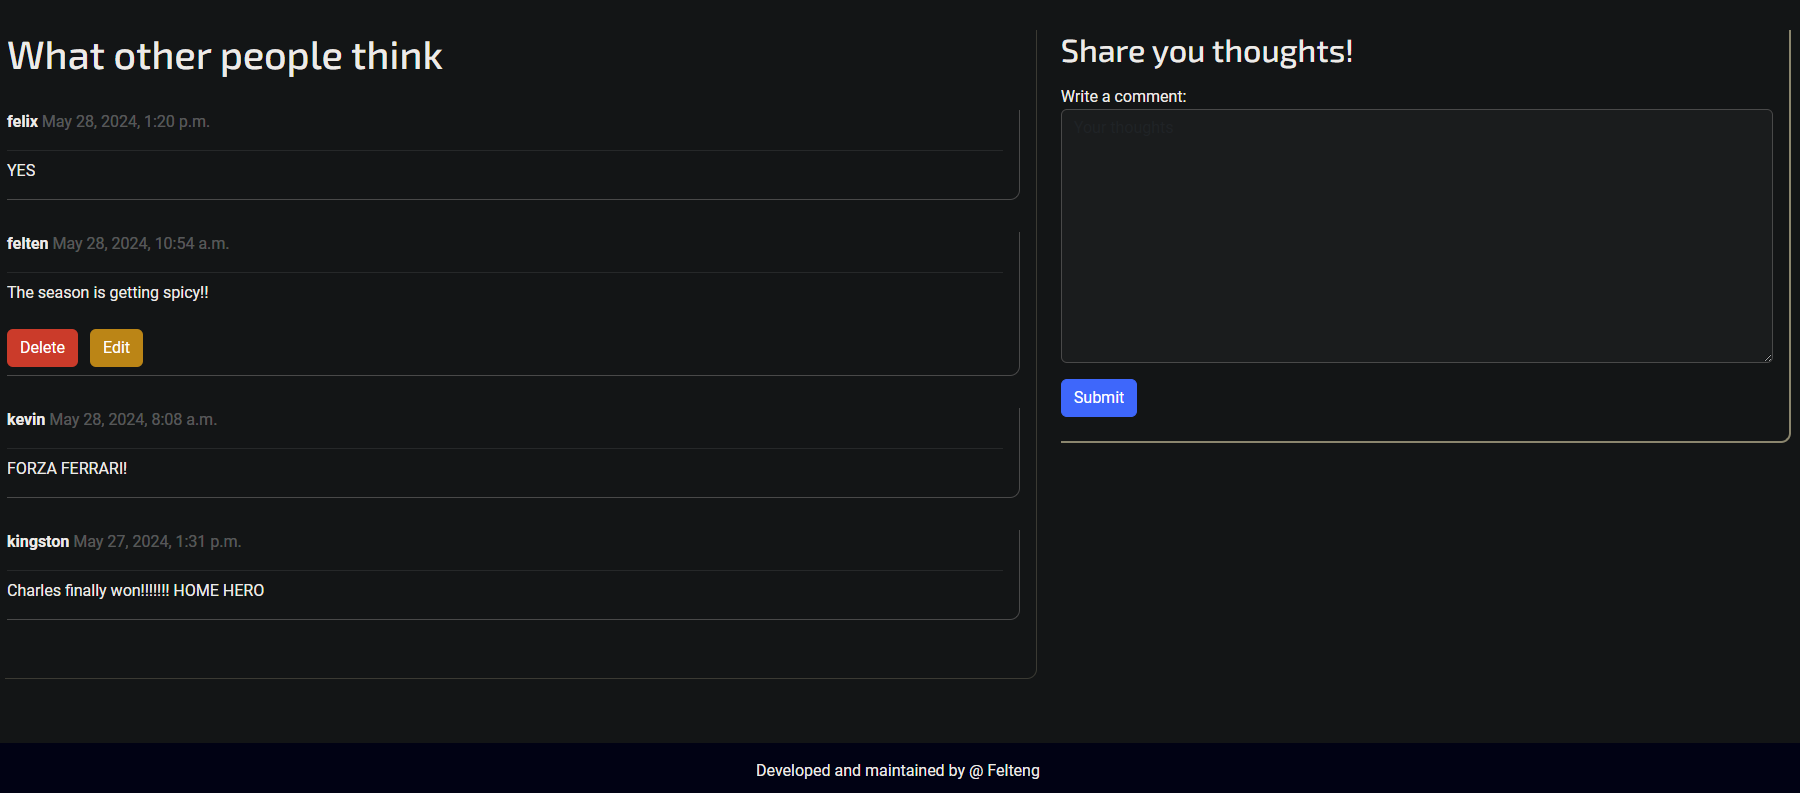 What other people think
felix May 28, 2024, 1:20 p.m.
YES
felten May 28, 2024, 10:54 a.m.
The season is getting spicy!!
Delete Edit
kevin May 28, 2024, 8:08 a.m.
FORZA FERRARI!
kingston May 27, 2024, 1:31 p.m.
Charles finally won!!!!!!! HOME HERO
Share you thoughts!
Write a comment:
Your thoughts
Submit
Developed and maintained by @ Felteng